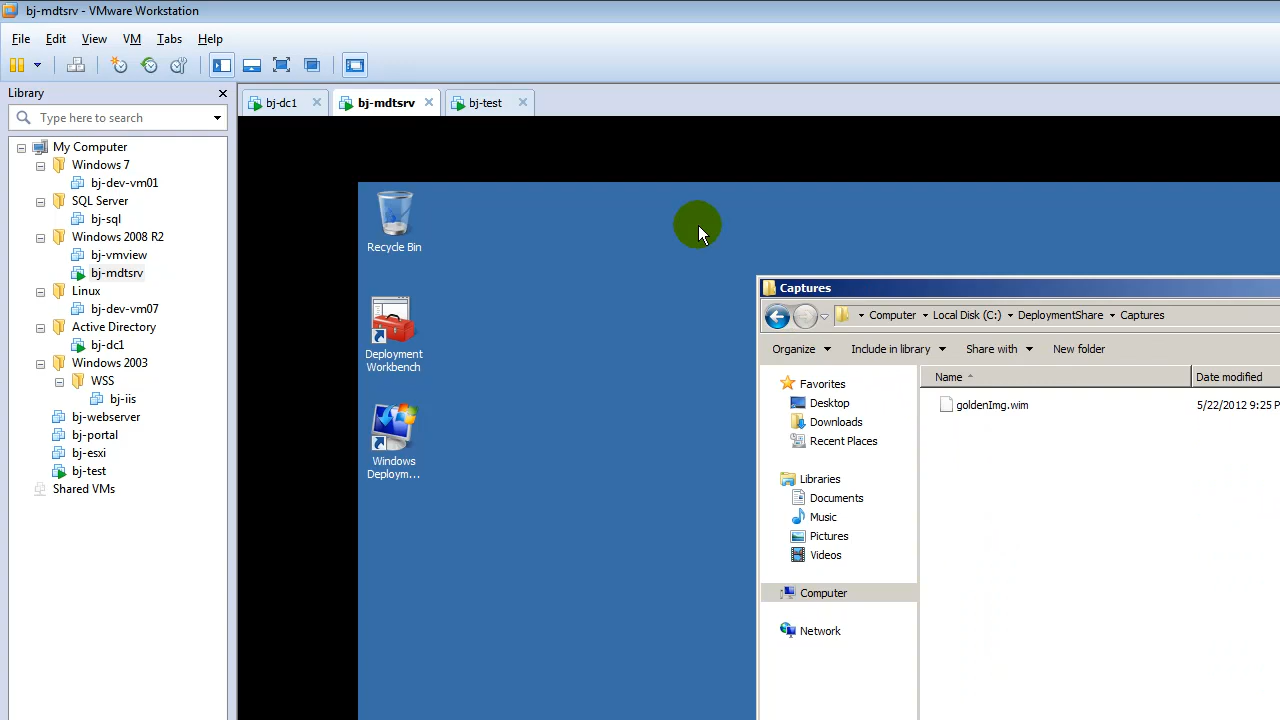 bj-mdtsrv - VMware Workstation
File Edit View VM Tabs Help
Library
Type here to search
My Computer
Windows 7
bj-dev-vm01
SQL Server
bj-sql
Windows 2008 R2
bj-vmview
bj-mdtsrv
Linux
bj-dev-vm07
Active Directory
bj-dc1
Windows 2003
WSS
bj-iis
bj-webserver
bj-portal
bj-esxi
bj-test
Shared VMs
bj-dc1 bj-mdtsrv bj-test
Recycle Bin
Deployment
Workbench
Windows
Deploym...
Captures
Computer Local Disk (C:) DeploymentShare Captures
Organize Include in library Share with New folder
Favorites
Desktop
Downloads
Recent Places
Libraries
Documents
Music
Pictures
Videos
Computer
Network
Name Date modified
goldenImg.wim 5/22/2012 9:25 P